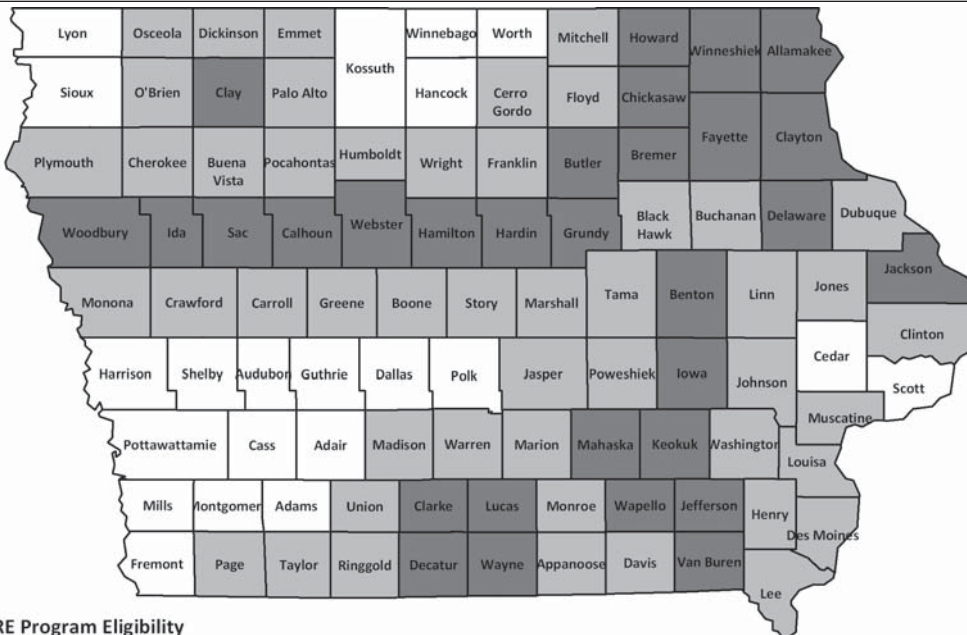 Lyon Osceola Dickinson Emmet Kossuth Winnebago Worth Mitchell Howard Winneshiek Allamakee
Sioux O'Brien Clay Palo Alto Hancock Cerro Gordo Floyd Chickasaw
Plymouth Cherokee Buena Vista Pocahontas Humboldt Wright Franklin Butler Bremer Fayette Clayton
Woodbury Ida Sac Calhoun Webster Hamilton Hardin Grundy Black Hawk Buchanan Delaware Dubuque
Monona Crawford Carroll Greene Boone Story Marshall Tama Benton Linn Jones Jackson
Clinton
Harrison Shelby Audubon Guthrie Dallas Polk Jasper Poweshiek Iowa Johnson Cedar Scott
Muscatine
Pottawattamie Cass Adair Madison Warren Marion Mahaska Keokuk Washington Louisa
Mills Montgomer Adams Union Clarke Lucas Monroe Wapello Jefferson Henry Des Moines
Fremont Page Taylor Ringgold Decatur Wayne Appanoose Davis Van Buren Lee
RE Program Eligibility